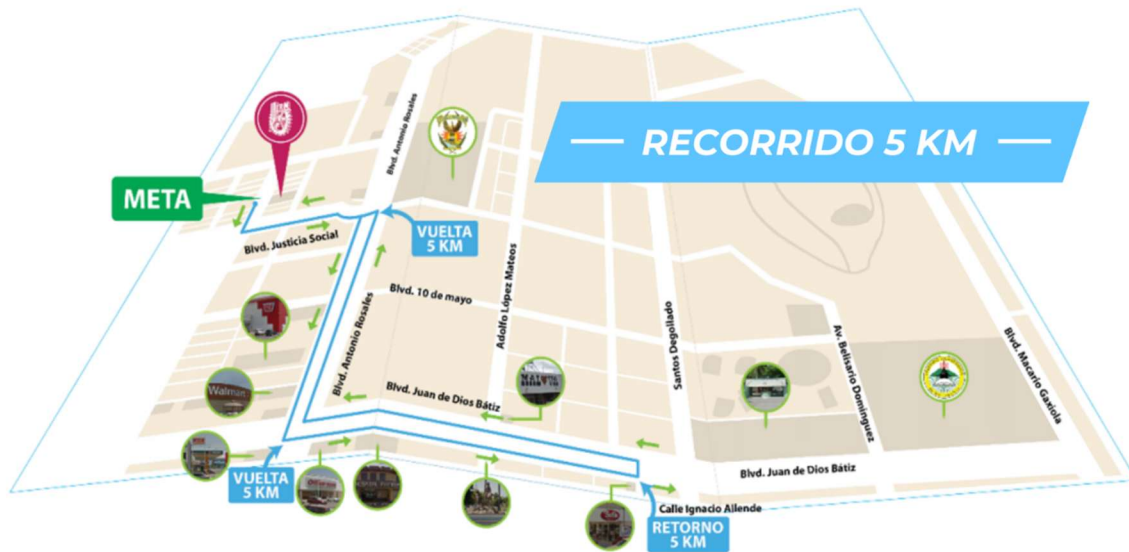 RECORRIDO 5 KM
META
Blvd. Antonio Rosales
VUELTA
5 KM
Blvd. Justicia Social
Blvd. 10 de mayo
Adolfo López Mateos
Santos Degollado
Av. Belisario Domínguez
Blvd. Macario Gaxiola
Blvd. Antonio Rosales
Blvd. Juan de Dios Bátiz
Walmart
VUELTA
5 KM
Blvd. Juan de Dios Bátiz
Calle Ignacio Allende
RETORNO
5 KM